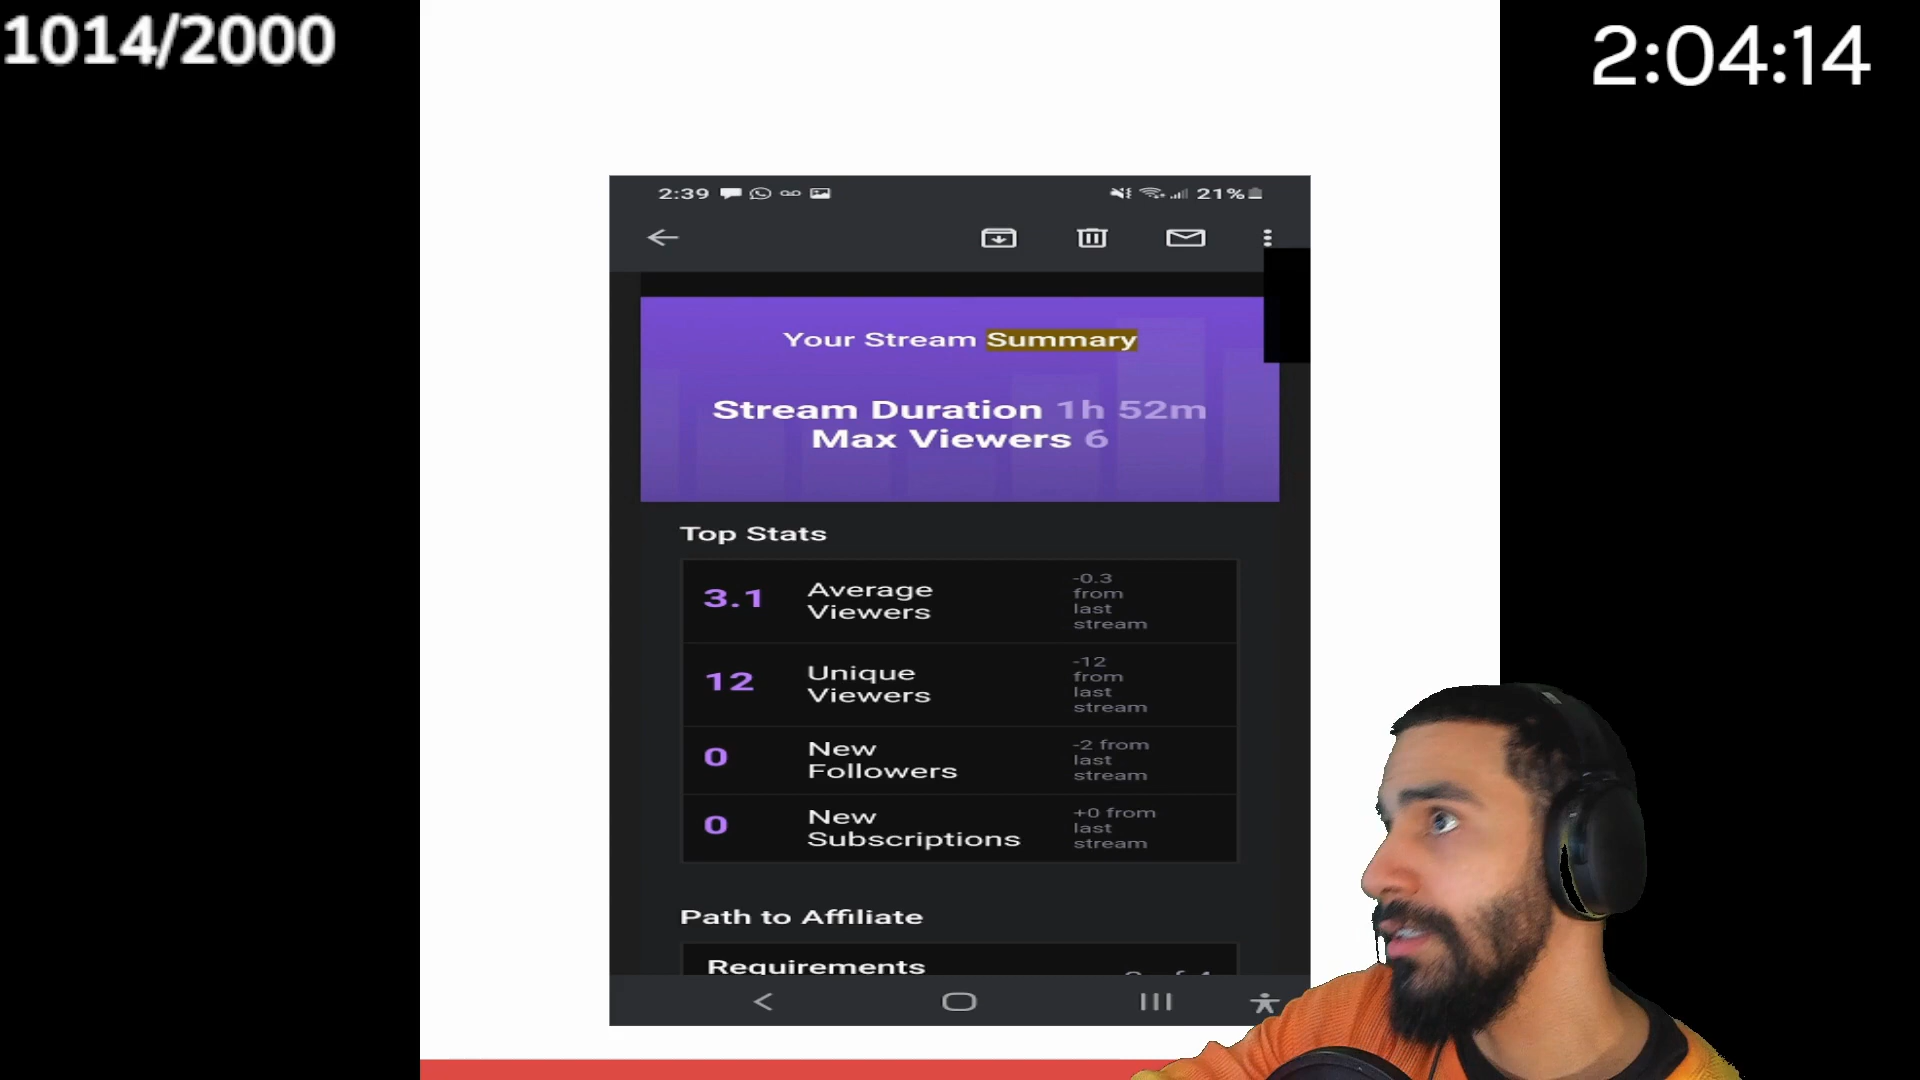 1014/2000
2:04:14
2:39
21%
Your Stream Summary
Stream Duration 1h 52m
Max Viewers 6
Top Stats
3.1
Average
Viewers
-0.3
from
last
stream
12
Unique
Viewers
-12
from
last
stream
0
New
Followers
-2 from
last
stream
0
New
Subscriptions
+0 from
last
stream
Path to Affiliate
Requirements